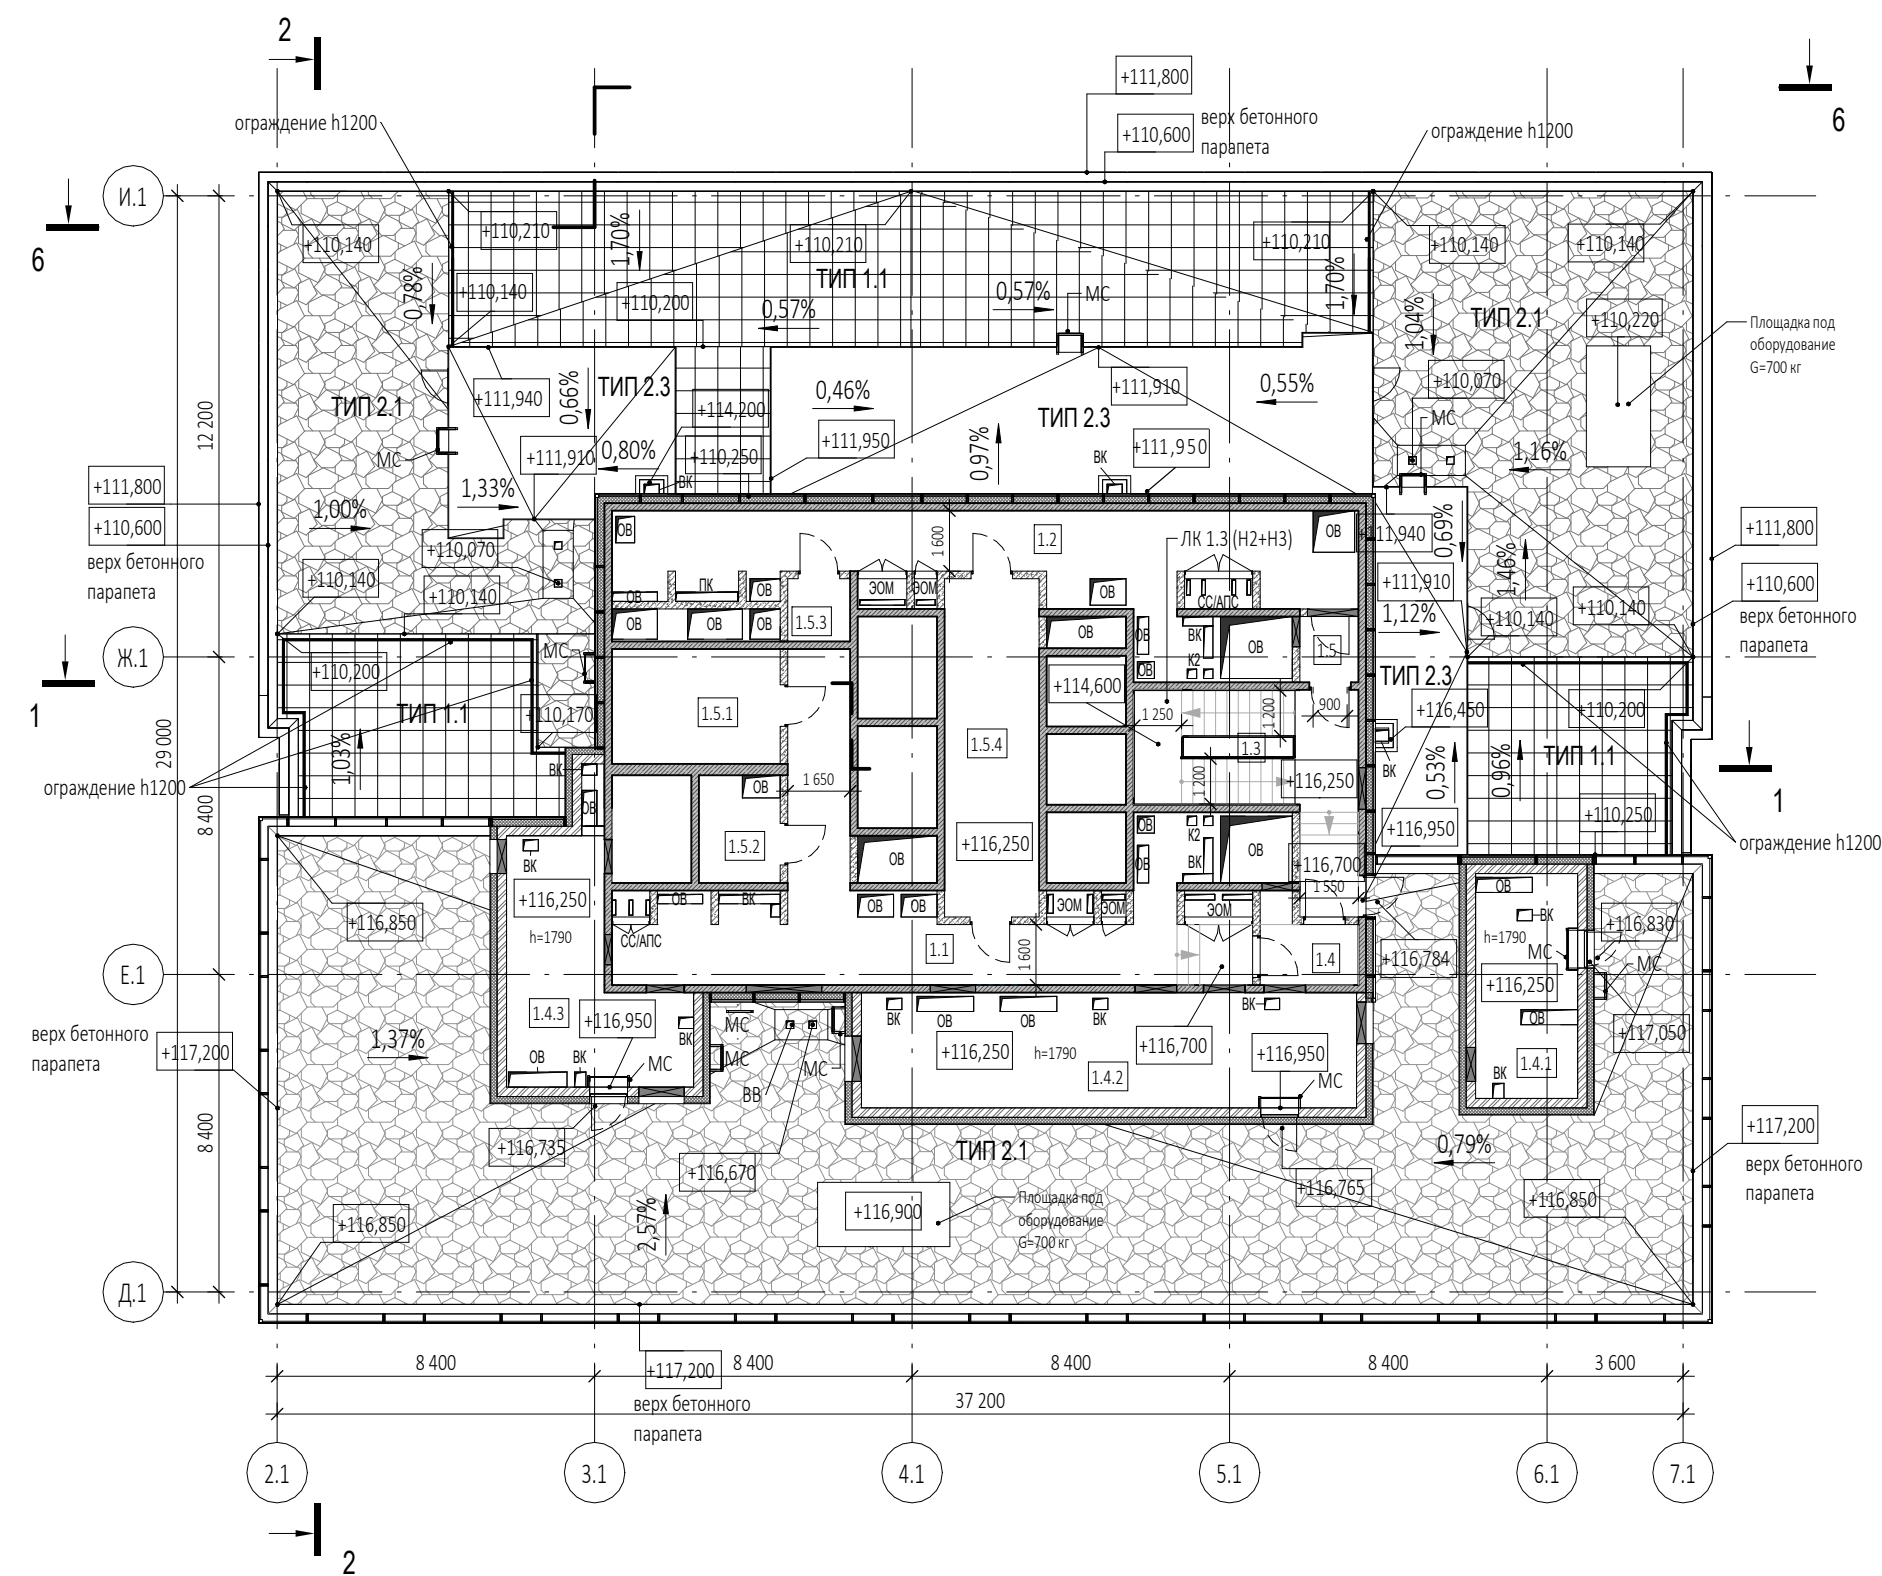 2
+111,800
6
ограждение h1200
+110,600
верх бетонного
парапета
ограждение h1200
И.1
6
+110,140
+110,210
1,70%
+110,210
+110,210
+110,140
+110,140
+110,140
0,78%
+110,200
ТИП 1.1
0,57%
0,57%
МС
1,70%
1,04%
ТИП 2.1
+110,220
Площадка под
оборудование
G=700 кг
ТИП 2.1
+111,940
0,66%
ТИП 2.3
+114,200
0,46%
+111,910
0,55%
ТИП 2.3
+110,070
МС
12 200
МС
+111,910
0,80%
+110,250
+111,950
0,97%
ВК
+111,950
1,16%
+111,800
+110,600
верх бетонного
парапета
1,00%
1,33%
ВК
+110,070
+110,140
+110,140
ОВ
1 600
1.2
ЛК 1.3 (Н2+Н3)
ОВ
+111,940
0,69%
1,46%
+111,910
1,12%
+110,140
+110,140
+111,800
+110,600
верх бетонного
парапета
ОВ
ПК
ОВ
ЭОМ
ЭОМ
ОВ
СС/АПС
ОВ
ОВ
ОВ
1.5.3
ОВ
ОВ
ВК
К2
ОВ
ОВ
1.5
Ж.1
МС
+110,200
ТИП 1.1
+110,170
1,03%
1
29 000
1.5.1
1.5.4
+114,600
1 250
1 200
900
1.3
1 200
+116,250
ТИП 2.3
+116,450
ВК
0,53%
0,96%
+110,200
ТИП 1.1
1
+110,250
ограждение h1200
8 400
ВК
ОВ
1 650
ОВ
1.5.2
ОВ
+116,250
ОВ
К2
ВК
ОВ
ОВ
+116,950
+116,700
1 550
ограждение h1200
ВК
+116,250
h=1790
+116,850
ОВ
ВК
СС/АПС
ОВ
ОВ
ЭОМ
ЭОМ
ЭОМ
1.1
1 600
1.4
+116,784
ОВ
ВК
h=1790
МС
+116,250
+116,830
МС
+117,050
ОВ
1.4.1
ВК
Е.1
верх бетонного
парапета
+117,200
1,37%
1.4.3
+116,950
ВК
ОВ
ВК
МС
МС
МС
МС
ВВ
ВК
ОВ
ОВ
ВК
ВК
+116,250
h=1790
1.4.2
+116,700
+116,950
МС
8 400
+116,735
+116,670
ТИП 2.1
0,79%
+117,200
верх бетонного
парапета
+116,850
2,57%
+116,900
Площадка под
оборудование
G=700 кг
+116,765
+116,850
Д.1
8 400
8 400
8 400
8 400
3 600
+117,200
верх бетонного
парапета
37 200
2.1
3.1
4.1
5.1
6.1
7.1
2